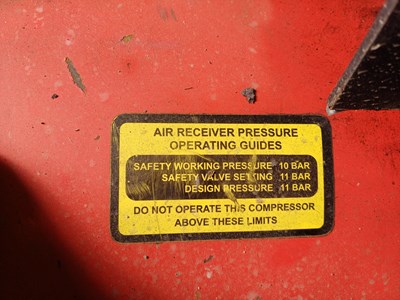 AIR RECEIVER PRESSURE
OPERATING GUIDES
SAFETY WORKING PRESSURE 10 BAR
SAFETY VALVE SETTING 11 BAR
DESIGN PRESSURE 11 BAR
DO NOT OPERATE THIS COMPRESSOR
ABOVE THESE LIMITS